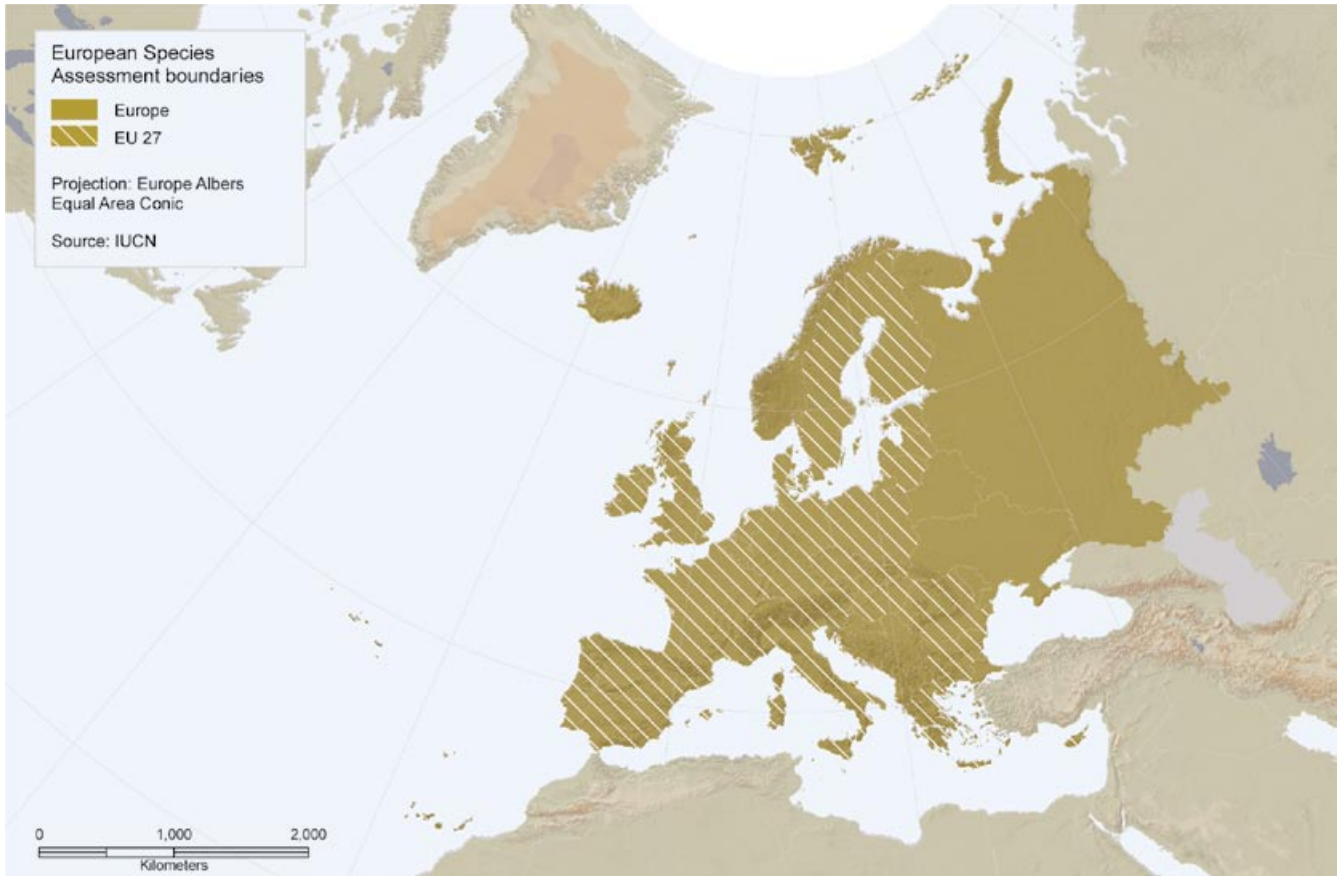 European Species
Assessment boundaries
Europe
EU 27
Projection: Europe Albers
Equal Area Conic
Source: IUCN
0 1,000 2,000
Kilometers